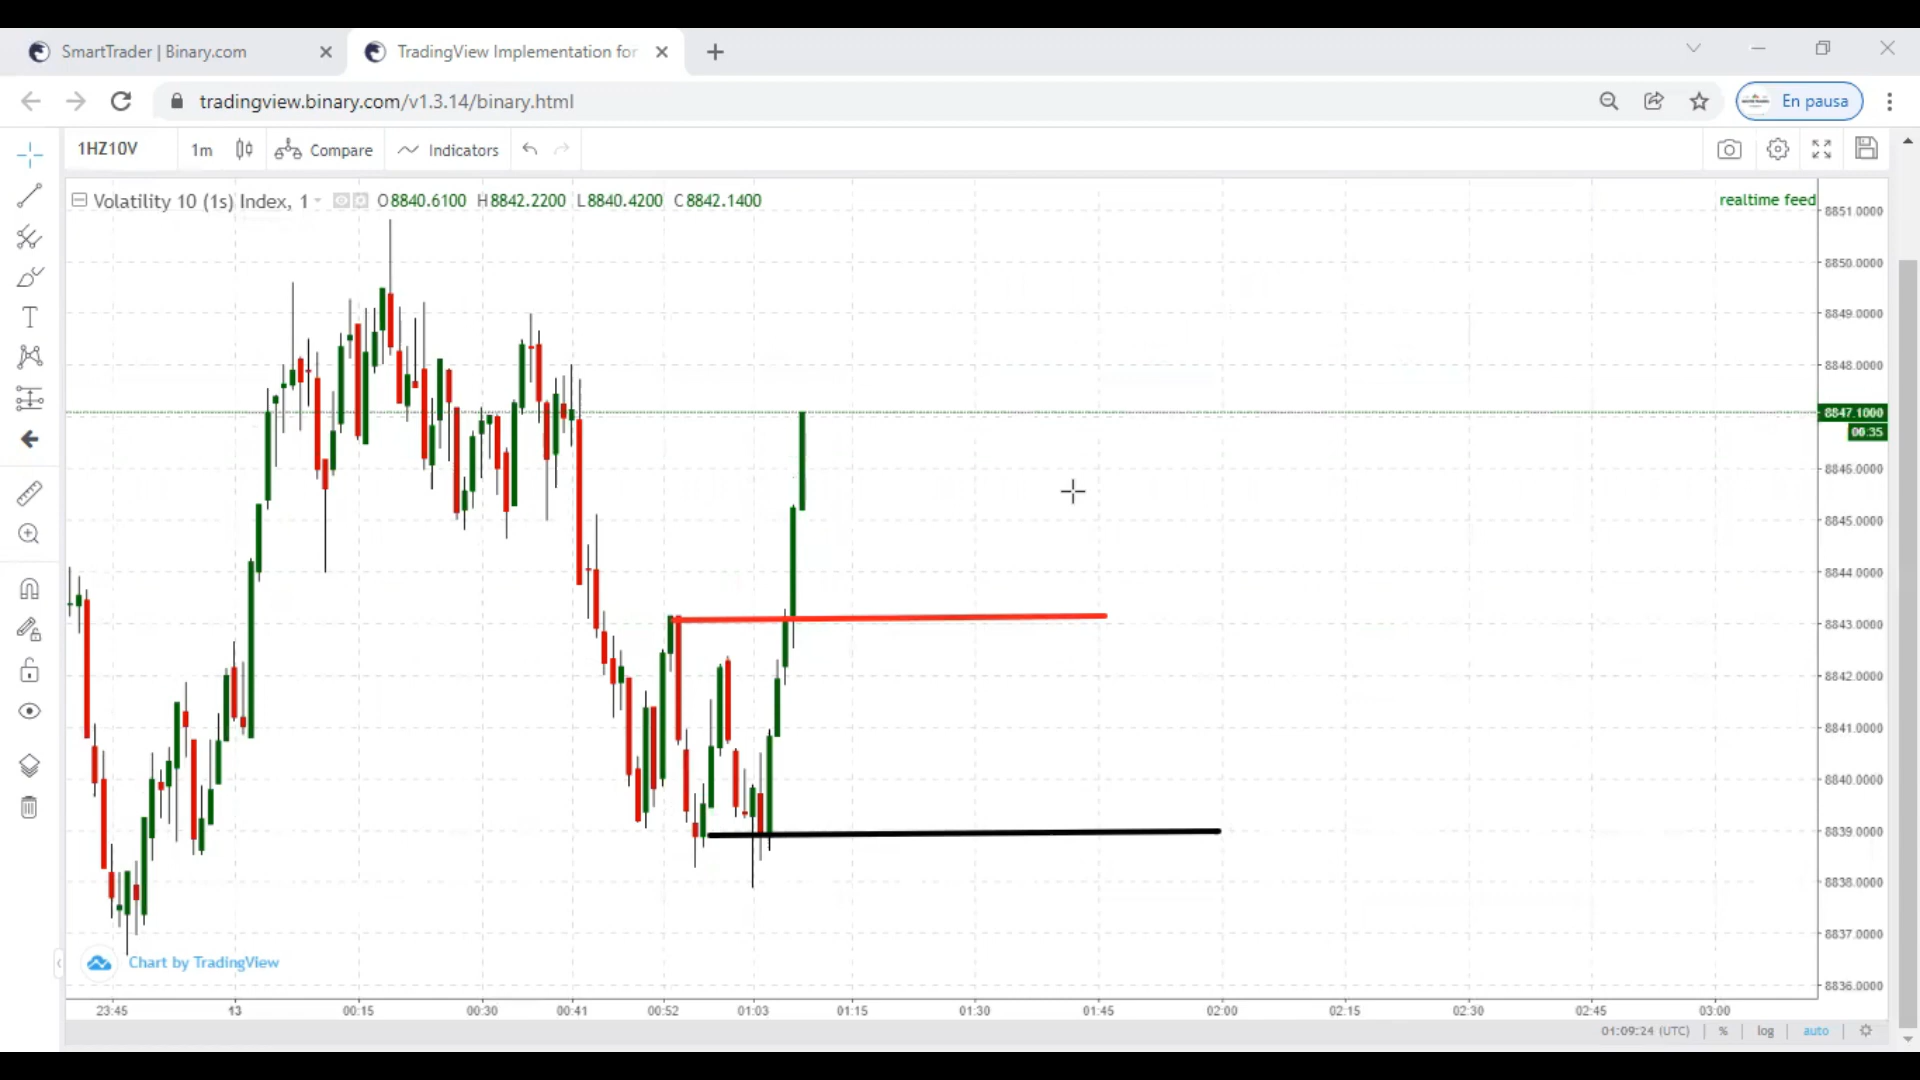 SmartTrader | Binary.com
TradingView Implementation for
tradingview.binary.com/v1.3.14/binary.html
En pausa
1HZ10V
1m
Compare
Indicators
Volatility 10 (1s) Index, 1
O8840.6100 H8842.2200 L8840.4200 C8842.1400
realtime feed
8851.0000
8850.0000
8849.0000
8848.0000
8847.1000
00:35
8846.0000
8845.0000
8844.0000
8843.0000
8842.0000
8841.0000
8840.0000
8839.0000
8838.0000
8837.0000
8836.0000
Chart by TradingView
23:45 13 00:15 00:30 00:41 00:52 01:03 01:15 01:30 01:45 02:00 02:15 02:30 02:45 03:00
01:09:24 (UTC) % log auto